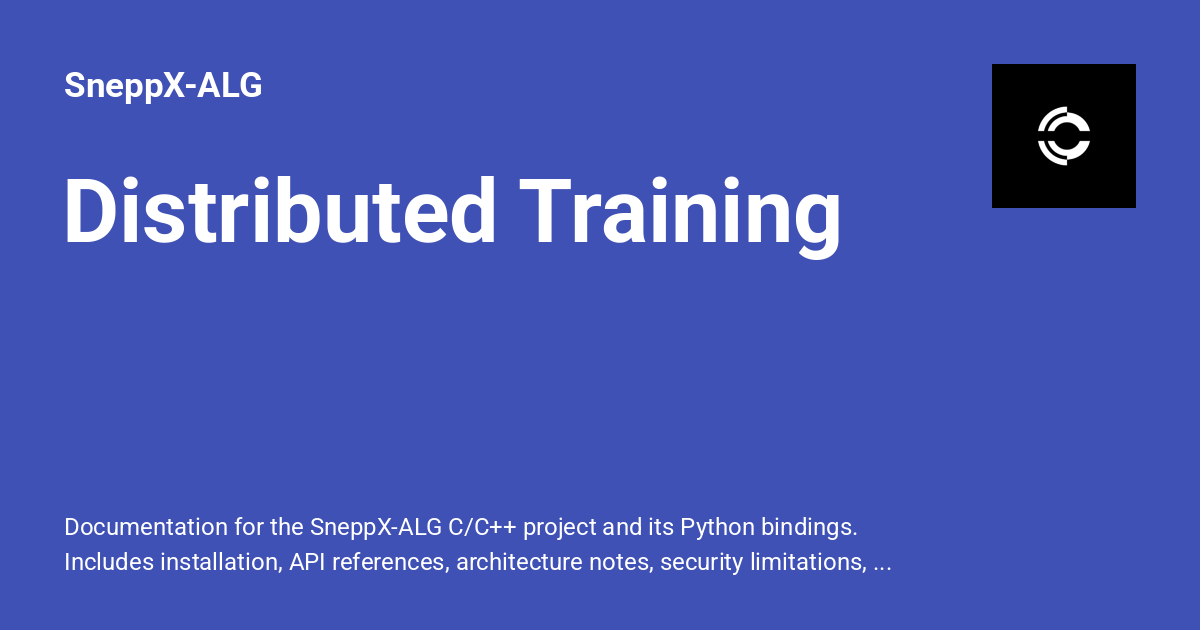 SneppX-ALG
Distributed Training
Documentation for the SneppX-ALG C/C++ project and its Python bindings.
Includes installation, API references, architecture notes, security limitations, ...